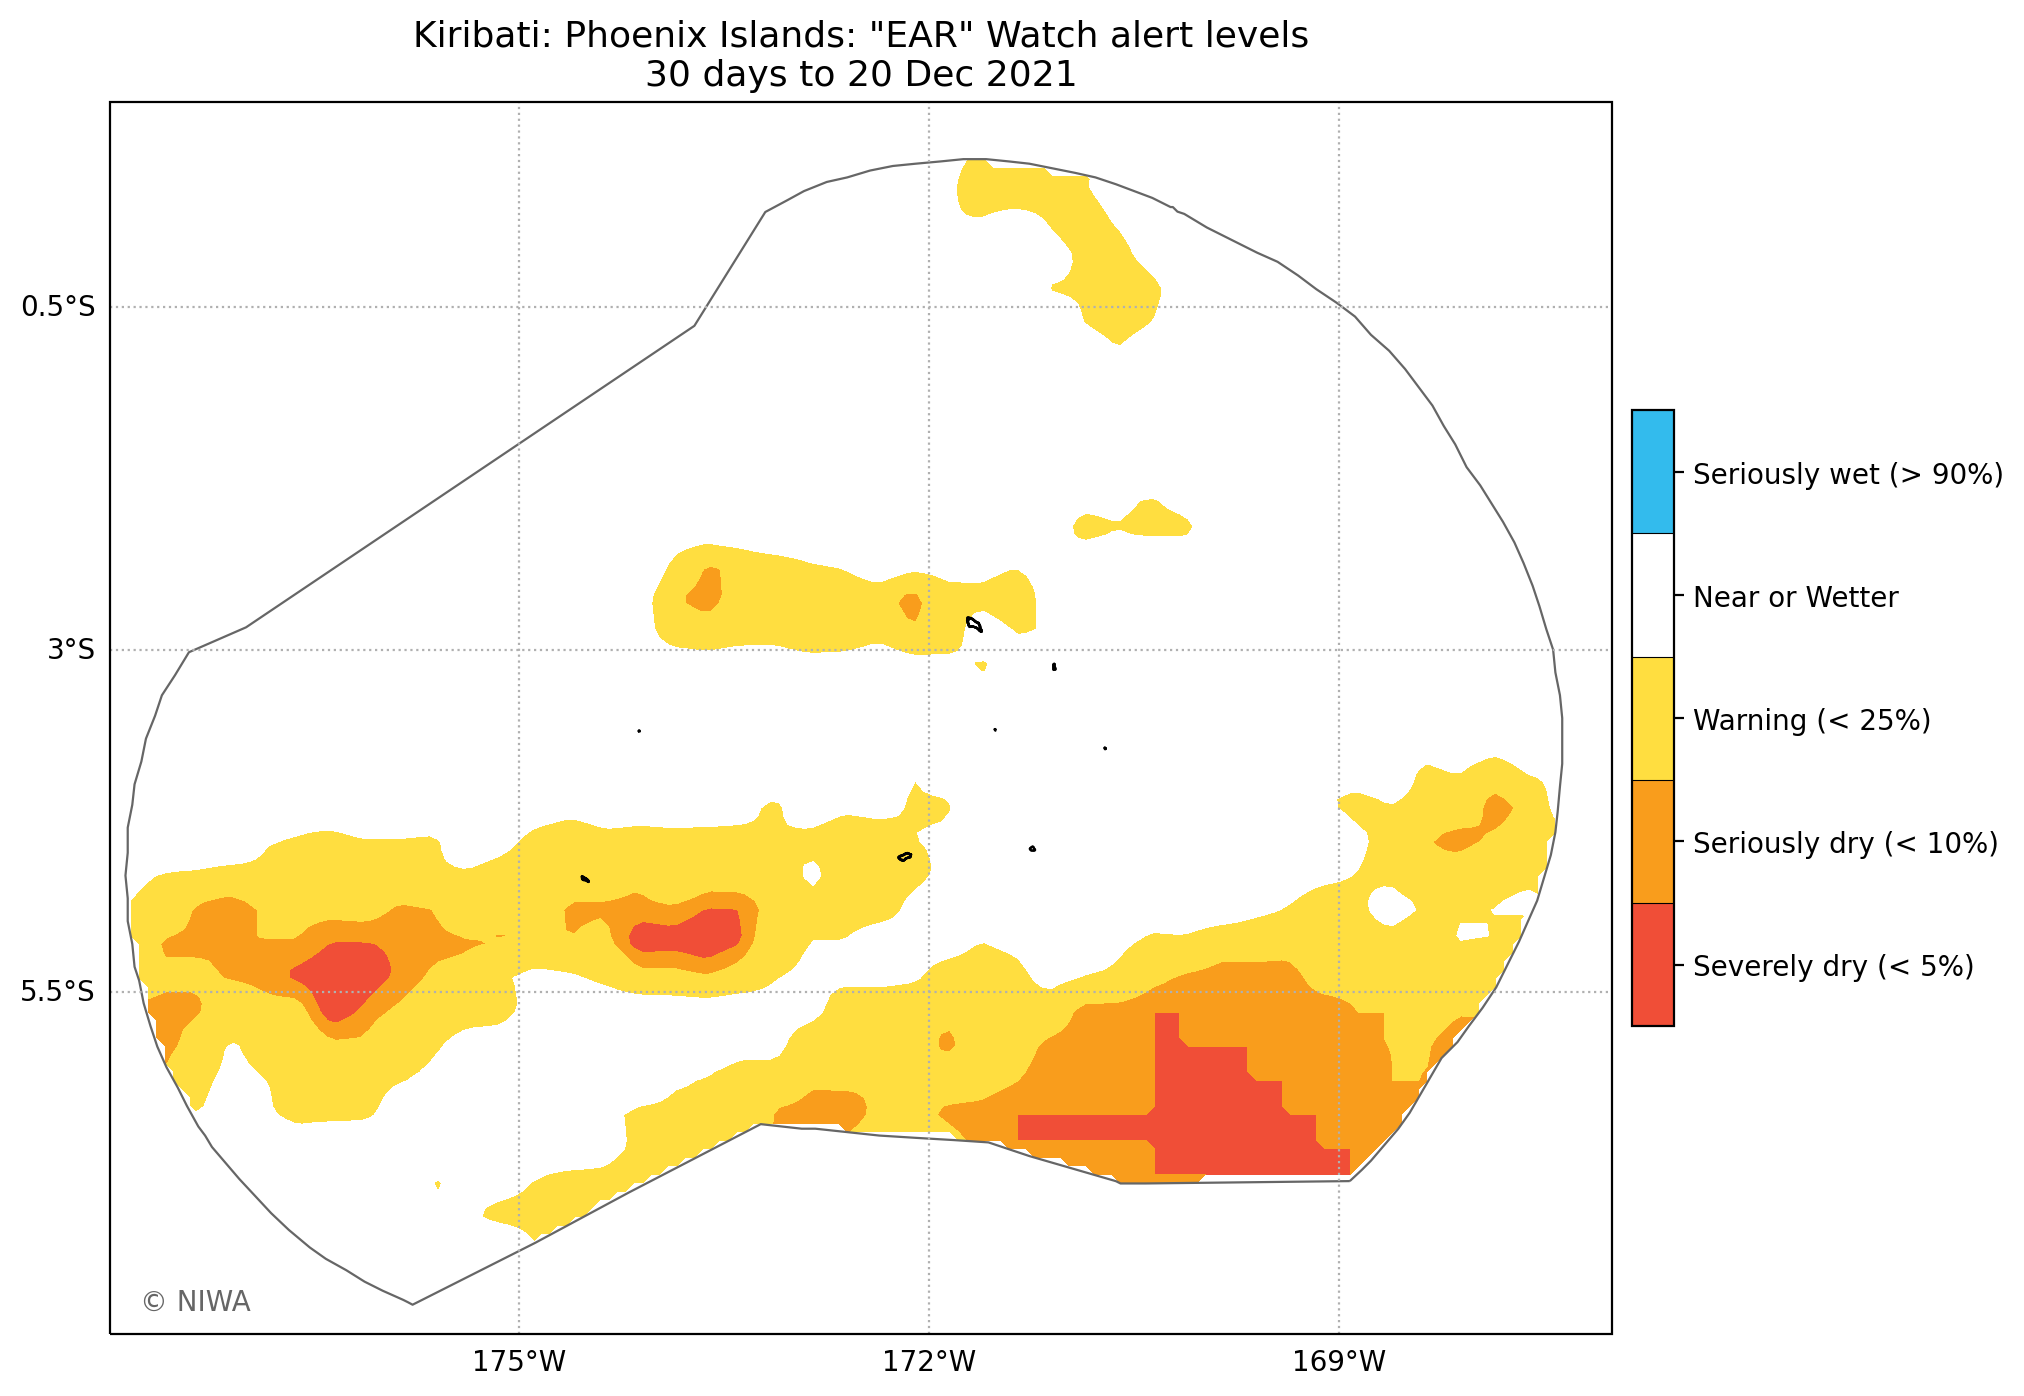 Kiribati: Phoenix Islands: "EAR" Watch alert levels
30 days to 20 Dec 2021
0.5°S
3°S
5.5°S
175°W
172°W
169°W
Seriously wet (> 90%)
Near or Wetter
Warning (< 25%)
Seriously dry (< 10%)
Severely dry (< 5%)
© NIWA